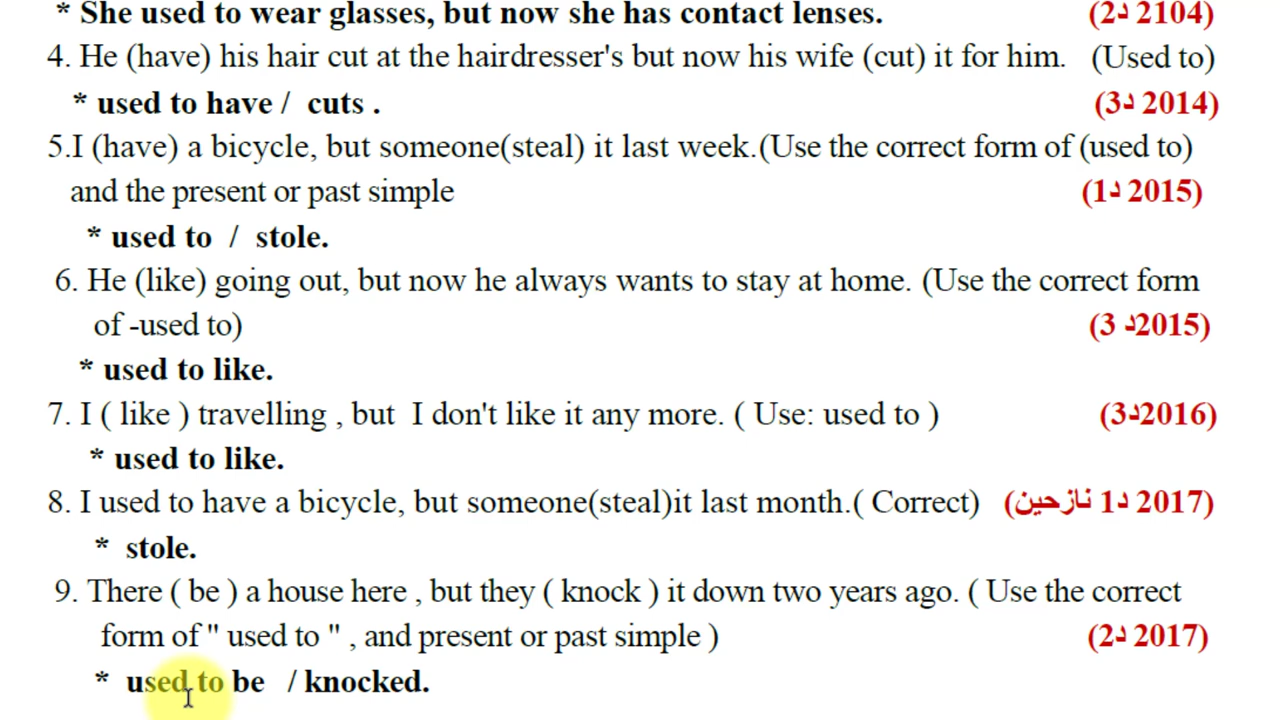 * She used to wear glasses, but now she has contact lenses. (2د 2104)
4. He (have) his hair cut at the hairdresser's but now his wife (cut) it for him. (Used to)
* used to have / cuts . (3د 2014)
5.I (have) a bicycle, but someone(steal) it last week.(Use the correct form of (used to)
and the present or past simple (1د 2015)
* used to / stole.
6. He (like) going out, but now he always wants to stay at home. (Use the correct form
of -used to) (3 د2015)
* used to like.
7. I ( like ) travelling , but I don't like it any more. ( Use: used to ) (3د2016)
* used to like.
8. I used to have a bicycle, but someone(steal)it last month.( Correct) (2017 د1 نازحين)
* stole.
9. There ( be ) a house here , but they ( knock ) it down two years ago. ( Use the correct
form of " used to " , and present or past simple ) (2د 2017)
* used to be / knocked.